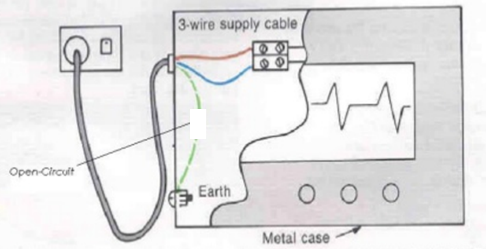 3-wire supply cable
Open-Circuit
Earth
Metal case